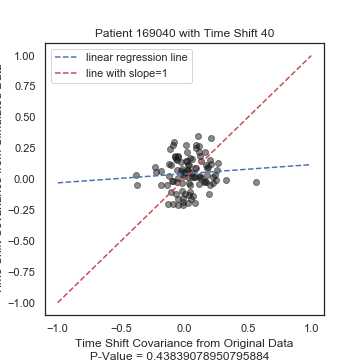 Patient 169040 with Time Shift 40
linear regression line
line with slope=1
1.00
0.75
0.50
0.25
0.00
−0.25
−0.50
−0.75
−1.00
−1.0
−0.5
0.0
0.5
1.0
Time Shift Covariance from Original Data
P-Value = 0.43839078950795884